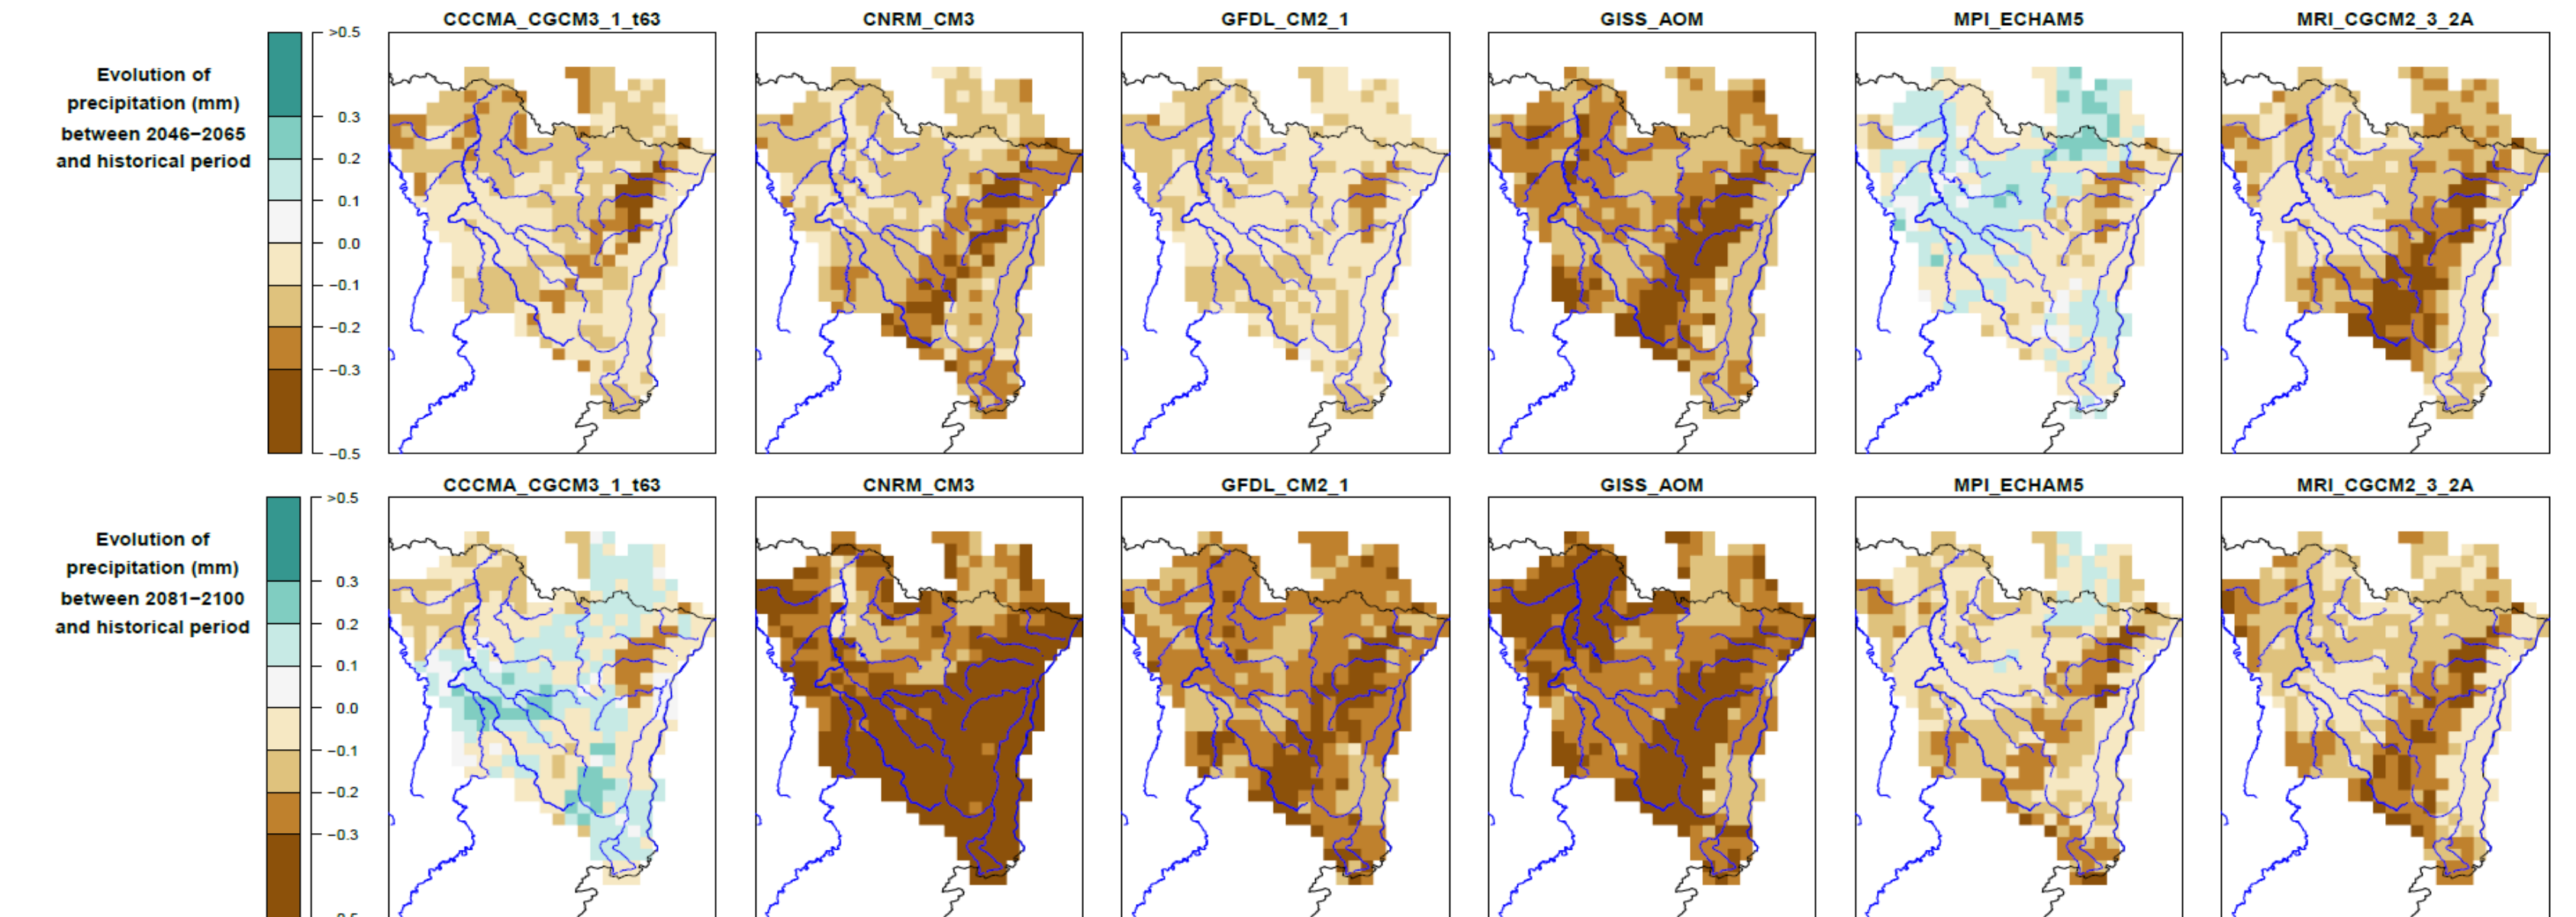 CCCMA_CGCM3_1_t63 CNRM_CM3 GFDL_CM2_1 GISS_AOM MPI_ECHAM5 MRI_CGCM2_3_2A
Evolution of
precipitation (mm)
between 2046−2065
and historical period
>0.5
0.3
0.2
0.1
0.0
−0.1
−0.2
−0.3
−0.5
CCCMA_CGCM3_1_t63 CNRM_CM3 GFDL_CM2_1 GISS_AOM MPI_ECHAM5 MRI_CGCM2_3_2A
Evolution of
precipitation (mm)
between 2081−2100
and historical period
>0.5
0.3
0.2
0.1
0.0
−0.1
−0.2
−0.3